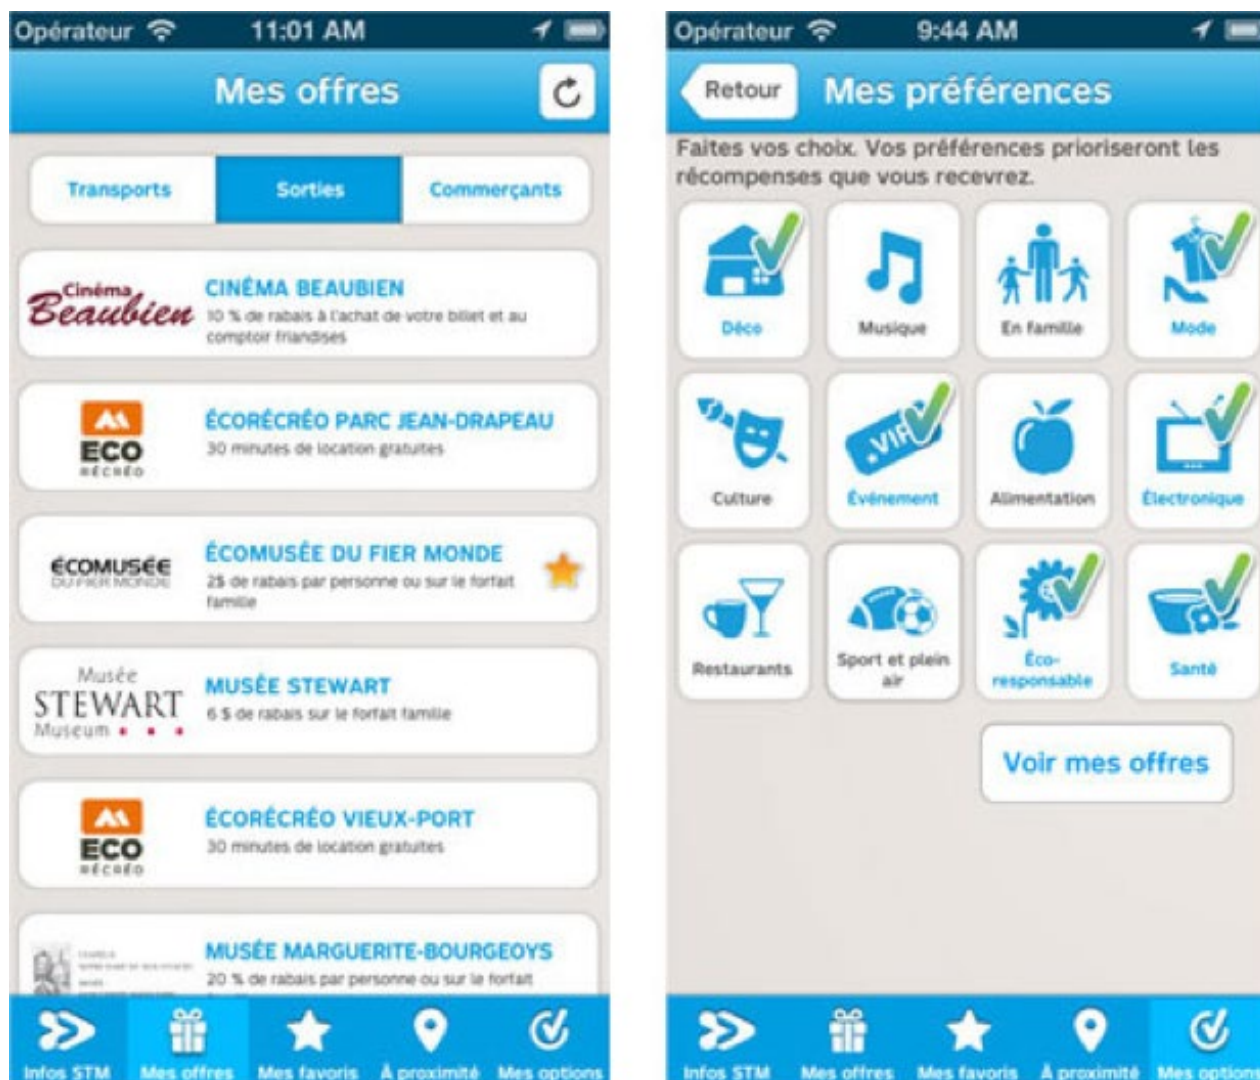 Opérateur 11:01 AM
Mes offres
Transports Sorties Commerçants
Cinéma
Beaubien
CINÉMA BEAUBIEN
10 % de rabais à l'achat de votre billet et au
comptoir friandises
ECO
RÉCRÉO
ÉCORÉCRÉO PARC JEAN-DRAPEAU
30 minutes de location gratuites
ÉCOMUSÉE
DU FIER MONDE
ÉCOMUSÉE DU FIER MONDE
2$ de rabais par personne ou sur le forfait
famille
Musée
STEWART
Museum
MUSÉE STEWART
6 $ de rabais sur le forfait famille
ECO
RÉCRÉO
ÉCORÉCRÉO VIEUX-PORT
30 minutes de location gratuites
MUSÉE MARGUERITE-BOURGEOYS
20 % de rabais par personne ou sur le forfait
Infos STM Mes offres Mes favoris À proximité Mes options
Opérateur 9:44 AM
Retour Mes préférences
Faites vos choix. Vos préférences prioriseront les
récompenses que vous recevrez.
Déco Musique En famille Mode
VIP
Culture Événement Alimentation Électronique
Restaurants Sport et plein
air Éco-
responsable Santé
Voir mes offres
Infos STM Mes offres Mes favoris À proximité Mes options